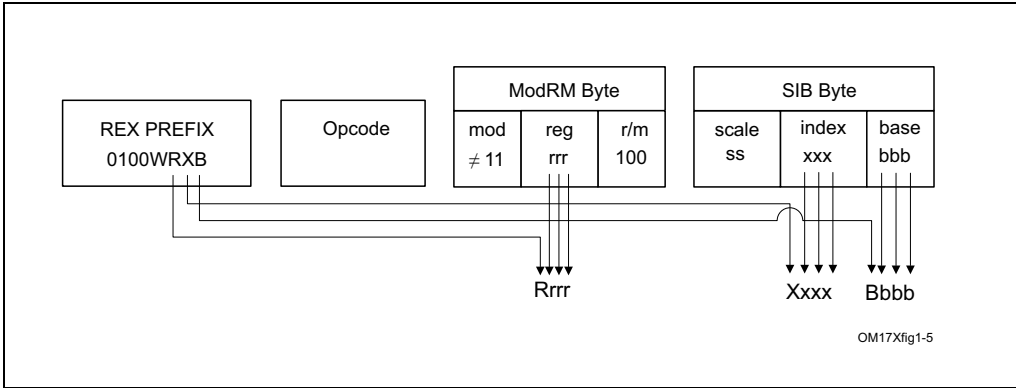 ModRM Byte
SIB Byte
REX PREFIX
0100WRXB
Opcode
mod
≠ 11
reg
rrr
r/m
100
scale
ss
index
xxx
base
bbb
Rrrr
Xxxx
Bbbb
OM17Xfig1-5